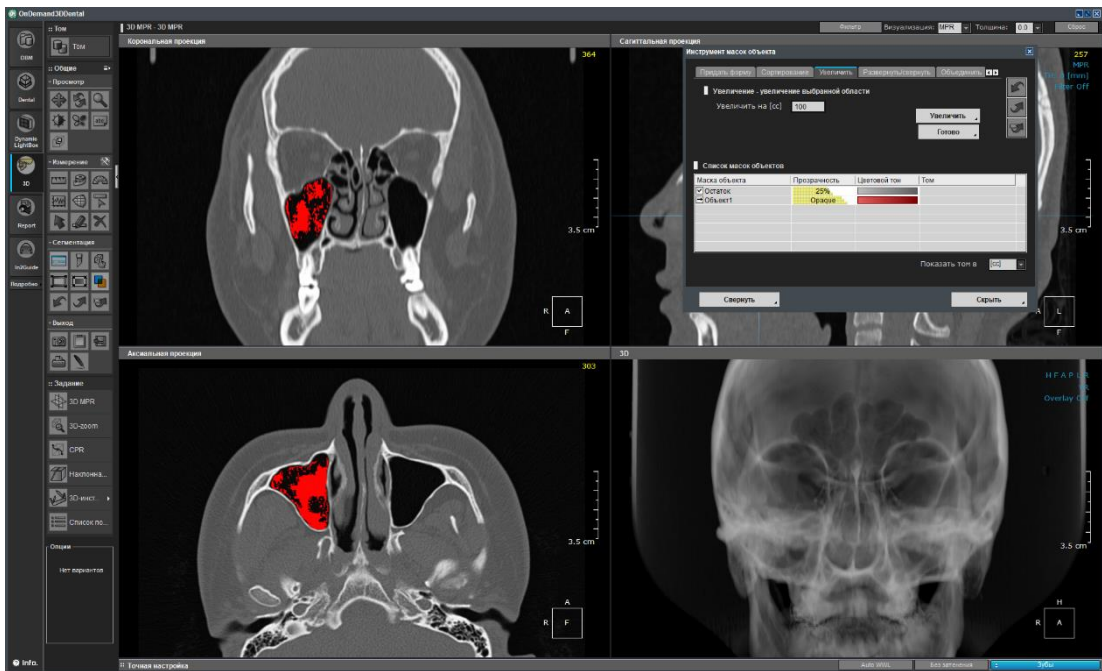 OnDemand3DDental
DBM
Dental
Dynamic
LightBox
3D
Report
In2Guide
Подробно
:: Том
Том
:: Общие
Просмотр
Измерение
Сегментация
Выход
:: Задание
3D MPR
3D-zoom
CPR
Наклонна...
3D-инст...
Список по...
Опции
Нет вариантов
Info.
3D MPR - 3D MPR
Фильтр
Визуализация: MPR
Толщина: 0.0
Сброс
Корональная проекция
364
3.5 cm
R
A
F
Сагиттальная проекция
257
MPR
[mm]
Filter Off
3.5 cm
A
L
F
Инструмент масок объекта
Придать форму
Сортирование
Увеличить
Развернуть/свернуть
Объединить
Увеличение - увеличение выбранной области
Увеличить на [cc] 100
Увеличить
Готово
Список масок объектов
Маска объекта
Прозрачность
Цветовой тон
Том
Остаток
25%
Объект1
Opaque
Показать том в [cc]
Свернуть
Скрыть
Аксиальная проекция
303
3.5 cm
A
R
F
3D
H F A P L R
Overlay
3.5 cm
H
R
A
Точная настройка
Auto W/WL
Без затенения
Зубы